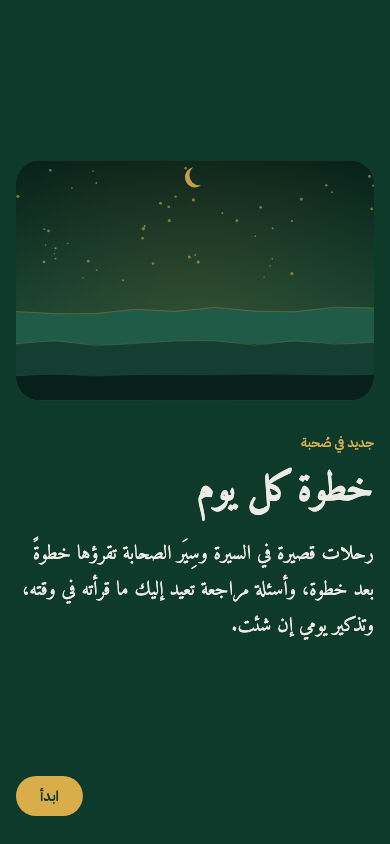 جديد في صُحبة
خطوة كل يوم
رحلات قصيرة في السيرة وسِيَر الصحابة تقرؤها خطوةً
بعد خطوة، وأسئلة مراجعة تعيد إليك ما قرأته في وقته،
وتذكير يومي إن شئت.
ابدأ